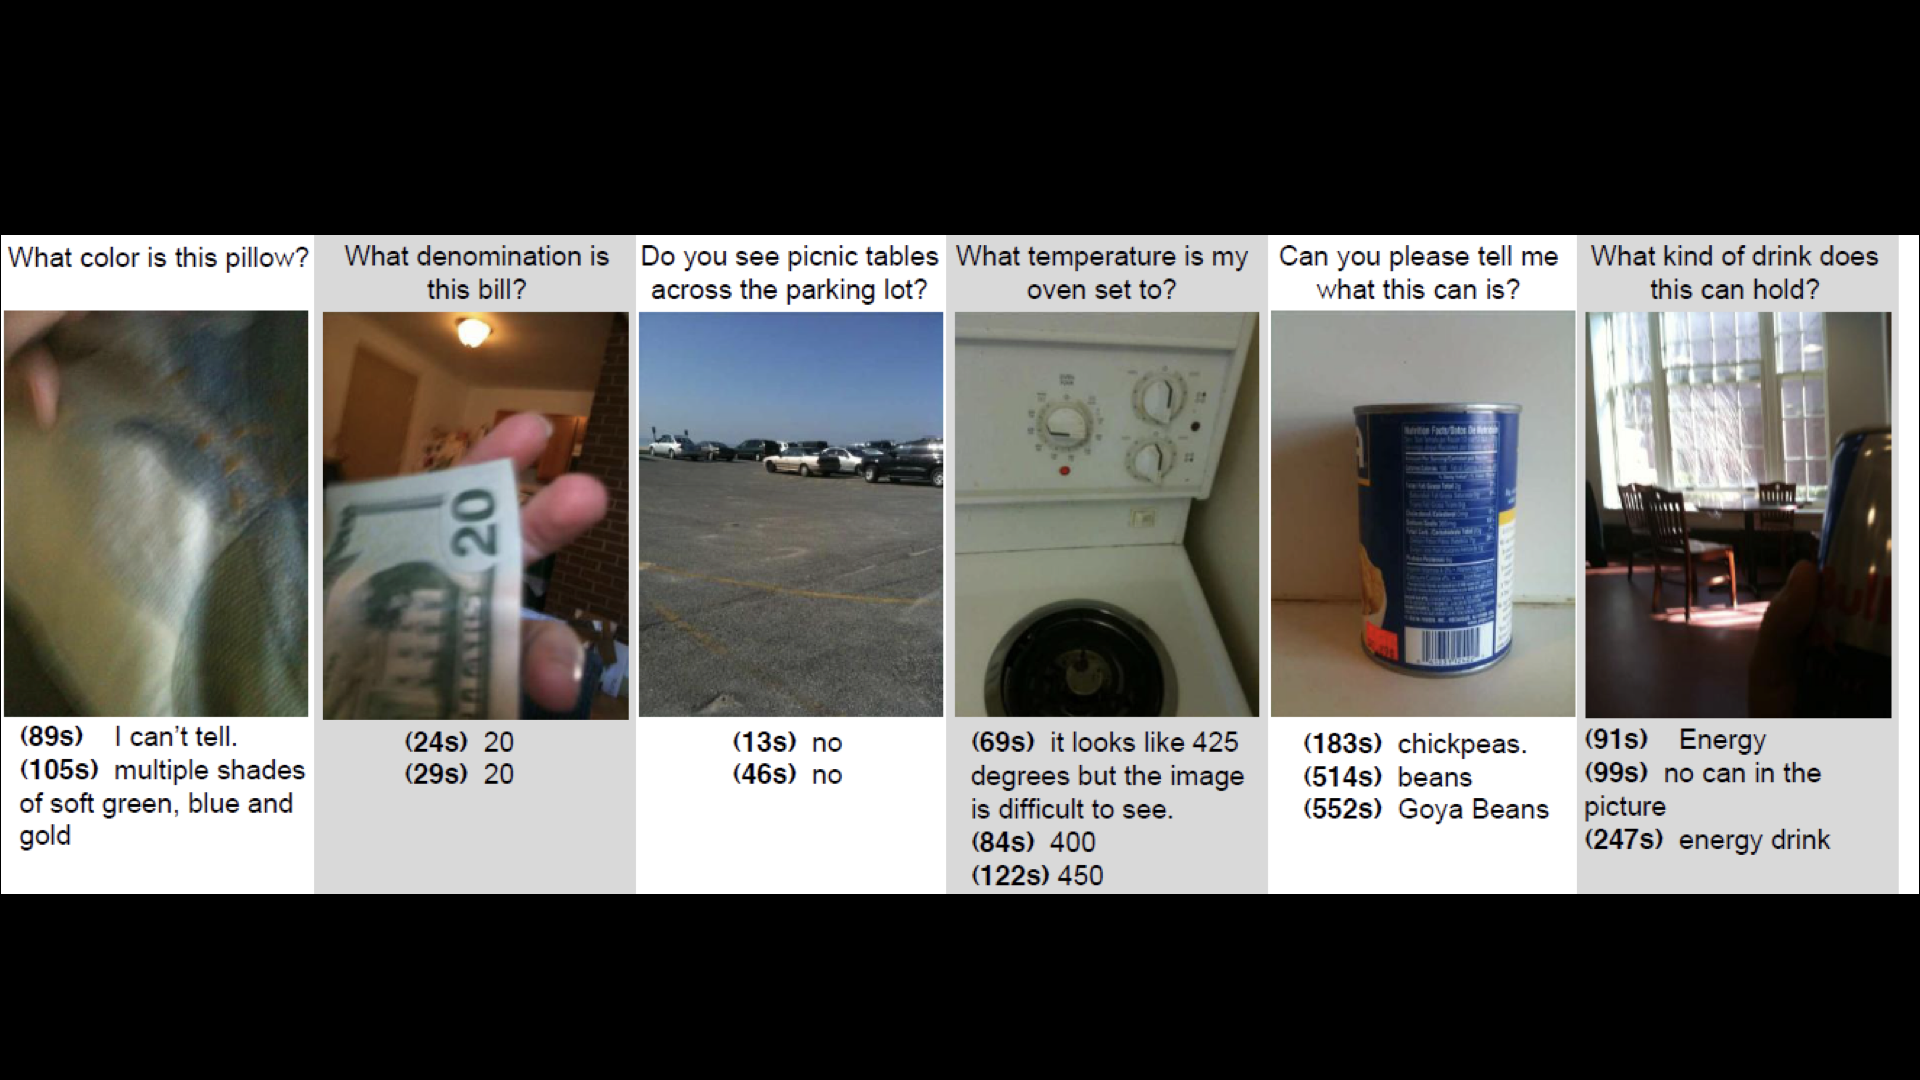 What color is this pillow?
(89s) I can't tell.
(105s) multiple shades
of soft green, blue and
gold
What denomination is
this bill?
20
(24s) 20
(29s) 20
Do you see picnic tables
across the parking lot?
(13s) no
(46s) no
What temperature is my
oven set to?
(69s) it looks like 425
degrees but the image
is difficult to see.
(84s) 400
(122s) 450
Can you please tell me
what this can is?
Nutrition Facts/Datos De
(183s) chickpeas.
(514s) beans
(552s) Goya Beans
What kind of drink does
this can hold?
(91s) Energy
(99s) no can in the
picture
(247s) energy drink